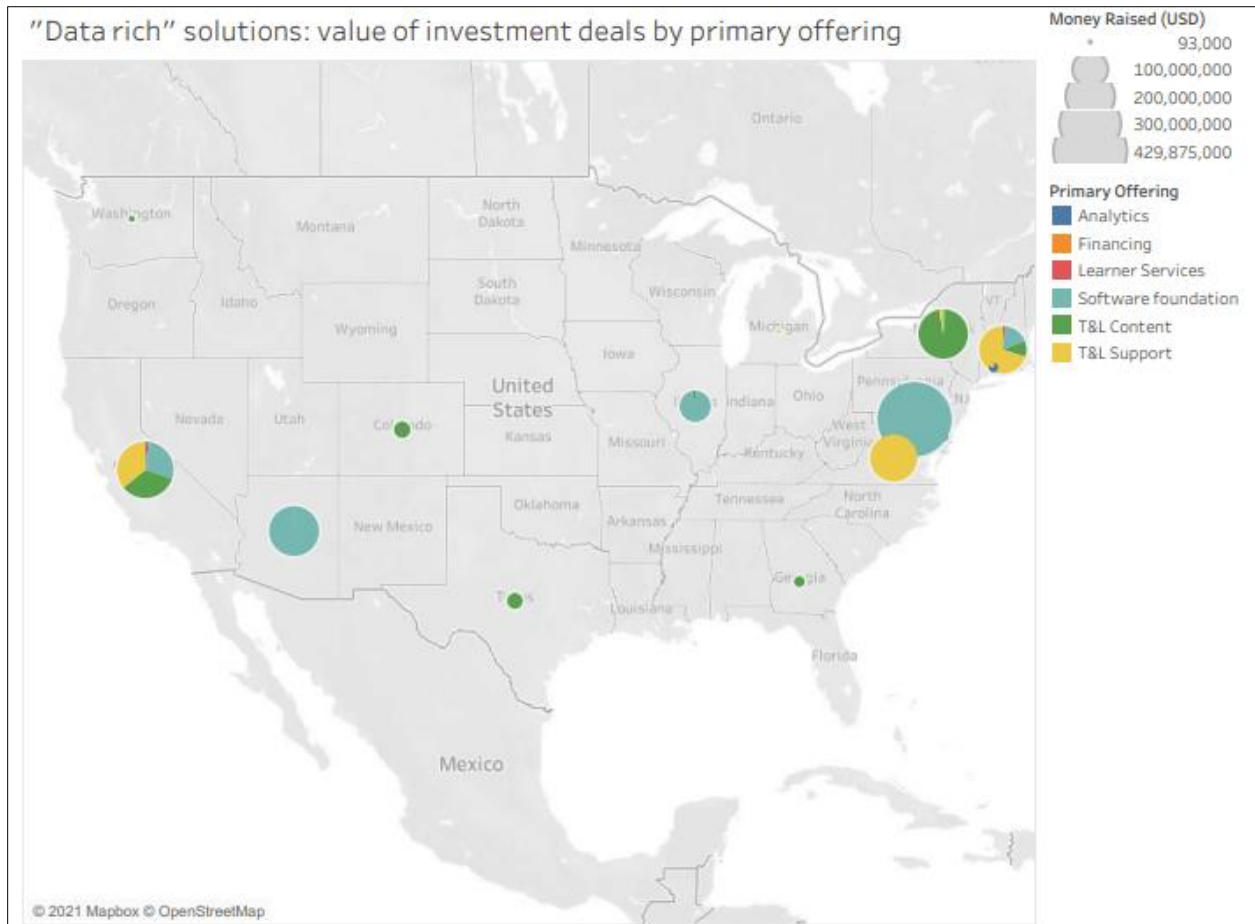 "Data rich" solutions: value of investment deals by primary offering
Money Raised (USD)
93,000
100,000,000
200,000,000
300,000,000
429,875,000
Primary Offering
Analytics
Financing
Learner Services
Software foundation
T&L Content
T&L Support
Ontario
Washington
Montana
North
Dakota
Minnesota
VT
Oregon
Idaho
South
Dakota
Wisconsin
Michigan
Wyoming
Iowa
Nevada
Utah
United
States
Indiana
Ohio
NJ
Kansas
Missouri
West
Virginia
Kentucky
New Mexico
Oklahoma
Arkansas
Tennessee
North
Carolina
Mississippi
Louisiana
Florida
Mexico
© 2021 Mapbox © OpenStreetMap